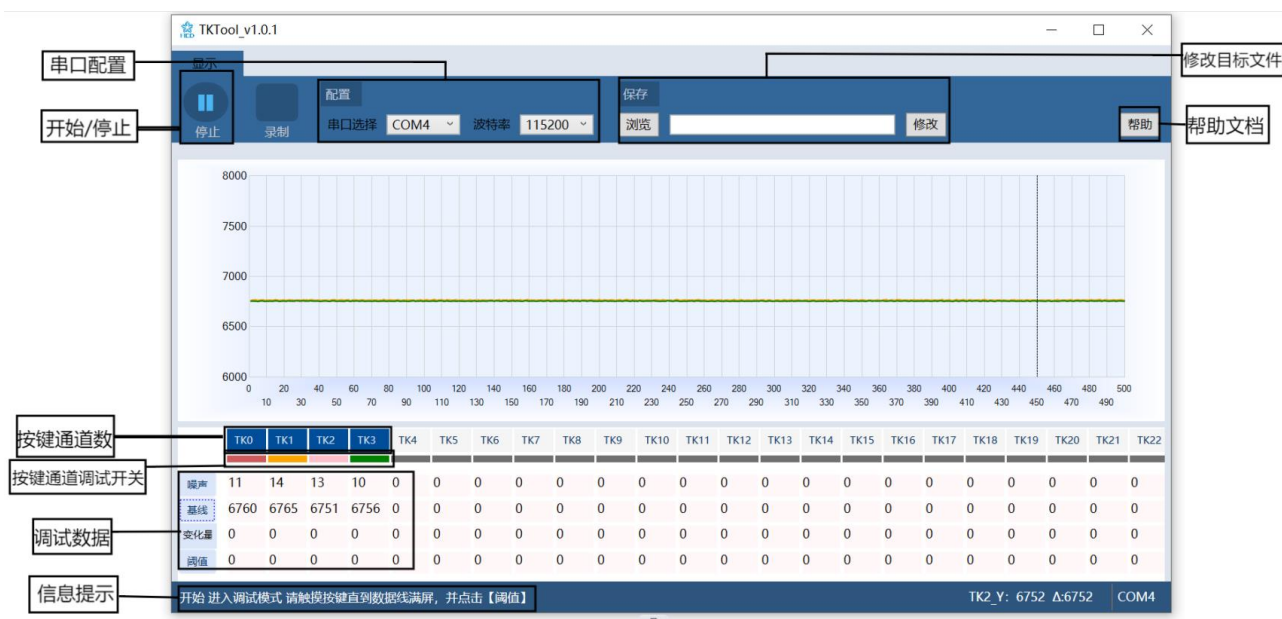 TKTool_v1.0.1
串口配置
显示
修改目标文件
开始/停止
停止
录制
配置
串口选择 COM4 波特率 115200
保存
浏览 修改
帮助
帮助文档
8000
7500
7000
6500
6000
0 20 40 60 80 100 120 140 160 180 200 220 240 260 280 300 320 340 360 380 400 420 440 460 480 500
10 30 50 70 90 110 130 150 170 190 210 230 250 270 290 310 330 350 370 390 410 430 450 470 490
按键通道数
TK0 TK1 TK2 TK3 TK4 TK5 TK6 TK7 TK8 TK9 TK10 TK11 TK12 TK13 TK14 TK15 TK16 TK17 TK18 TK19 TK20 TK21 TK22
按键通道调试开关
噪声 11 14 13 10 0 0 0 0 0 0 0 0 0 0 0 0 0 0 0 0 0 0 0
基线 6760 6765 6751 6756 0 0 0 0 0 0 0 0 0 0 0 0 0 0 0 0 0 0 0
调试数据
变化量 0 0 0 0 0 0 0 0 0 0 0 0 0 0 0 0 0 0 0 0 0 0 0
阈值 0 0 0 0 0 0 0 0 0 0 0 0 0 0 0 0 0 0 0 0 0 0 0
信息提示
开始 进入调试模式 请触摸按键直到数据线满屏，并点击【阈值】 TK2_Y: 6752 Δ:6752 COM4